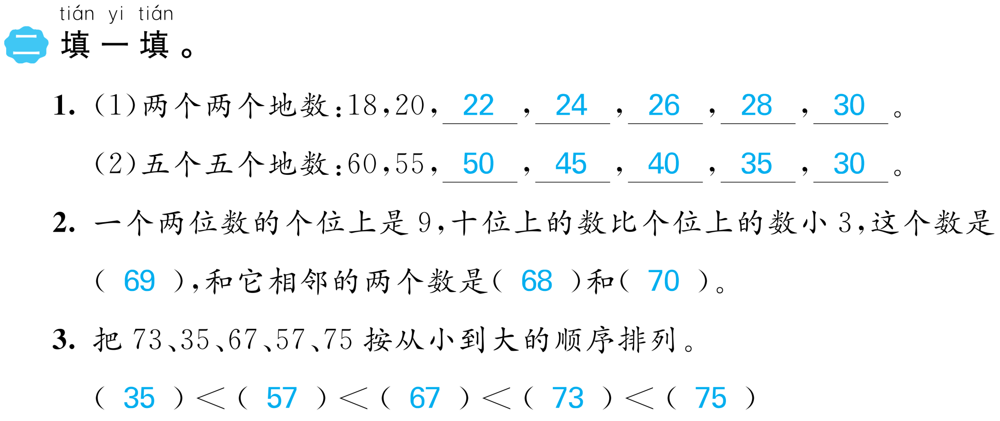 tián yi tián
二 填一填。
1. (1)两个两个地数:18,20, 22 , 24 , 26 , 28 , 30 。
(2)五个五个地数:60,55, 50 , 45 , 40 , 35 , 30 。
2. 一个两位数的个位上是 9,十位上的数比个位上的数小 3,这个数是
( 69 ),和它相邻的两个数是( 68 )和( 70 )。
3. 把 73、35、67、57、75 按从小到大的顺序排列。
( 35 )<( 57 )<( 67 )<( 73 )<( 75 )